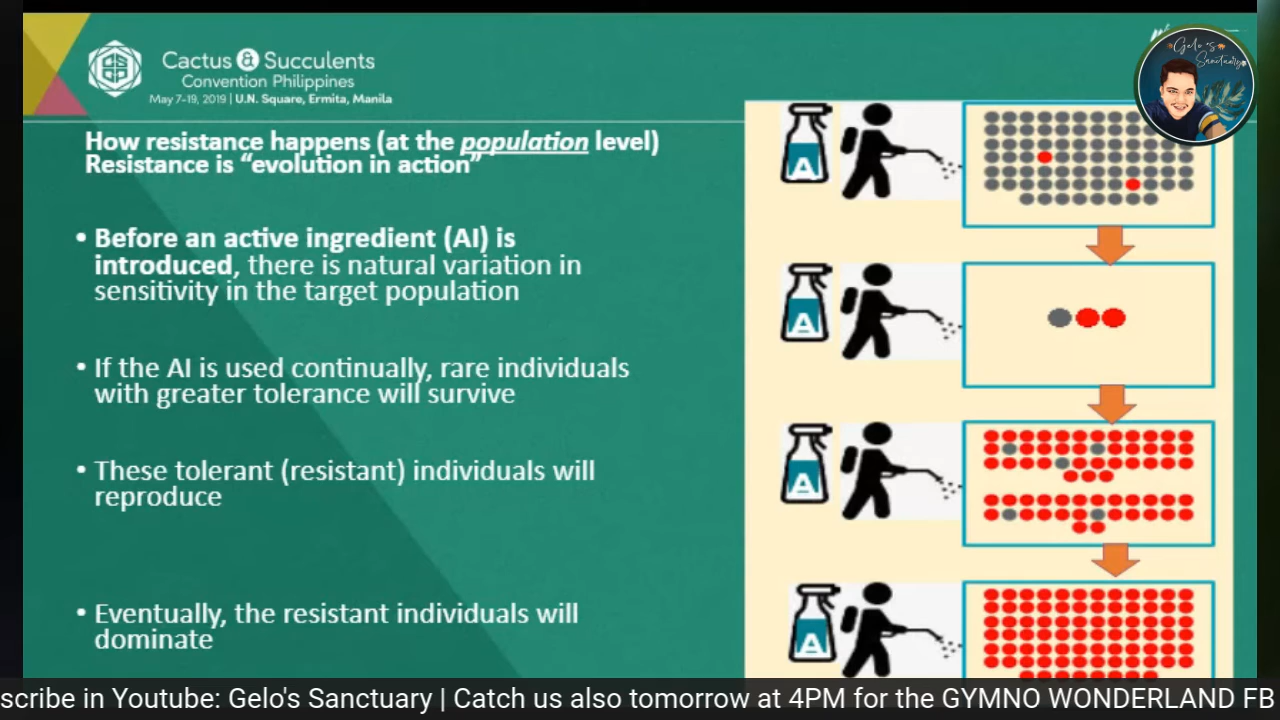 Cactus & Succulents
Convention Philippines
May 7-19, 2019 | U.N. Square, Ermita, Manila
Gelo's
Sanctuary
How resistance happens (at the population level)
Resistance is “evolution in action”
• Before an active ingredient (AI) is
introduced, there is natural variation in
sensitivity in the target population
• If the AI is used continually, rare individuals
with greater tolerance will survive
• These tolerant (resistant) individuals will
reproduce
• Eventually, the resistant individuals will
dominate
A
A
A
A
scribe in Youtube: Gelo's Sanctuary | Catch us also tomorrow at 4PM for the GYMNO WONDERLAND FB